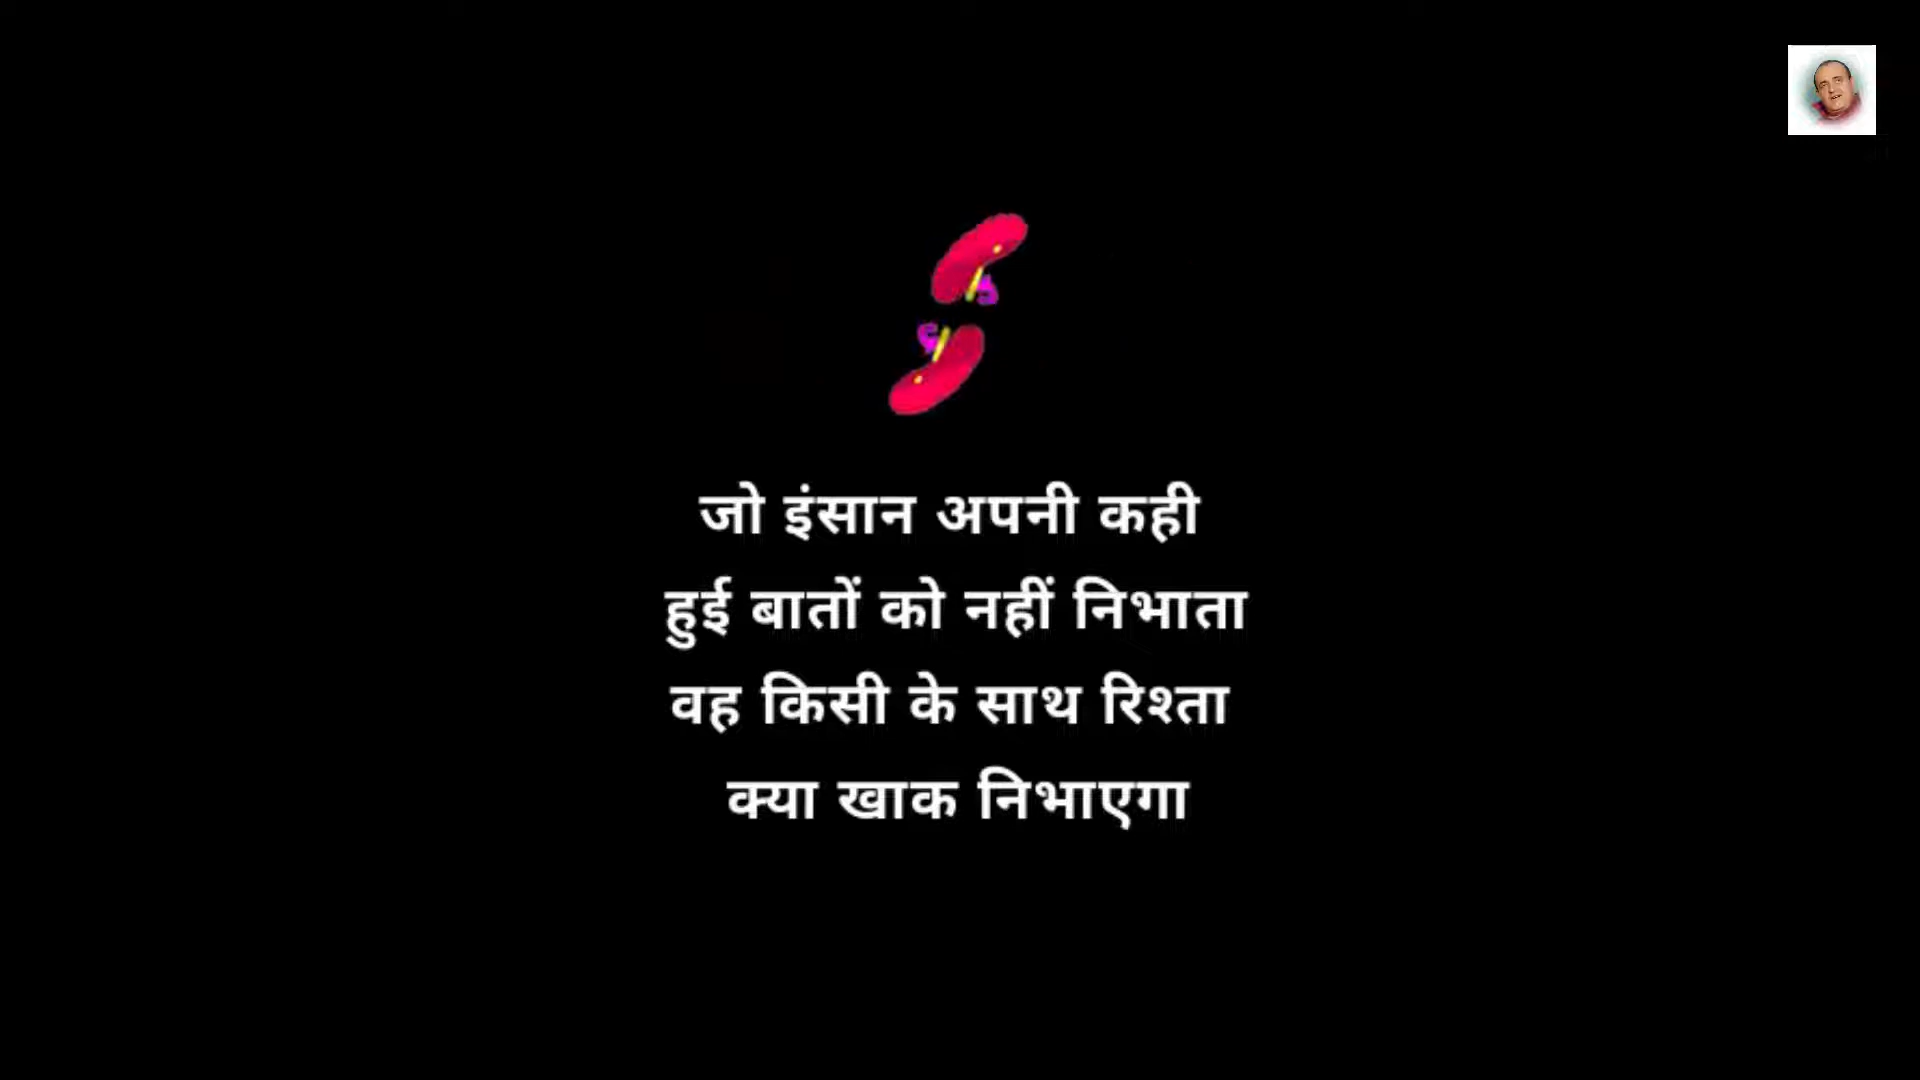 जो इंसान अपनी कही
हुई बातों को नहीं निभाता
वह किसी के साथ रिश्ता
क्या खाक निभाएगा